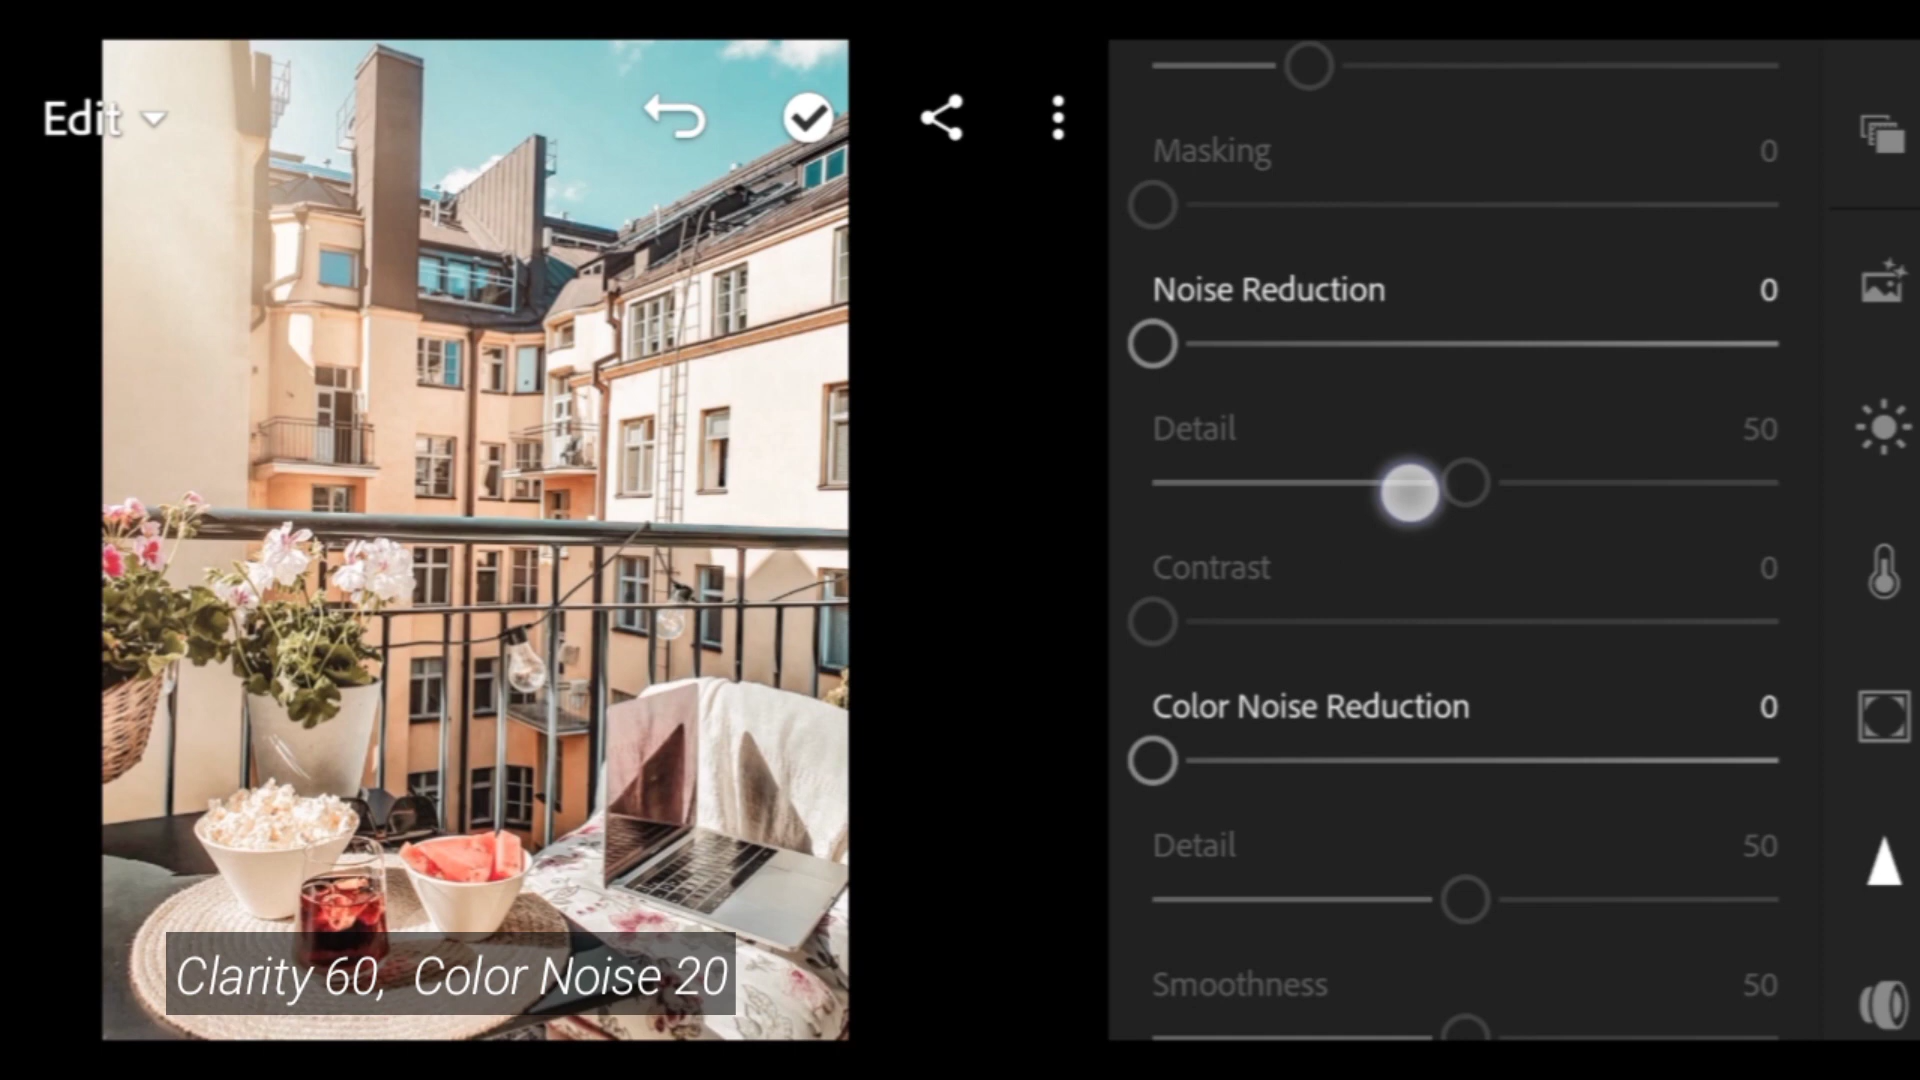 Edit
Masking 0
Noise Reduction 0
Detail 50
Contrast 0
Color Noise Reduction 0
Detail 50
Smoothness 50
Clarity 60, Color Noise 20